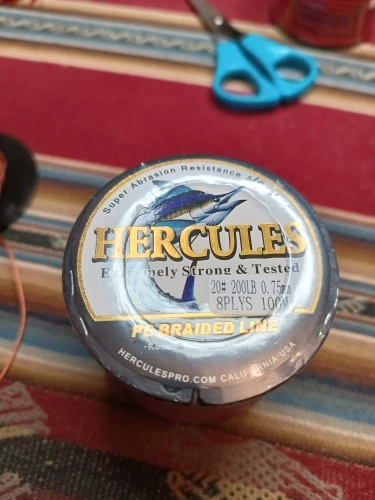 Super Abrasion Resistance
HERCULES
Extremely Strong & Tested
20# 200LB 0.75mm
8PLYS 100M
PE BRAIDED LINE
HERCULESPRO.COM CALIFORNIA·USA